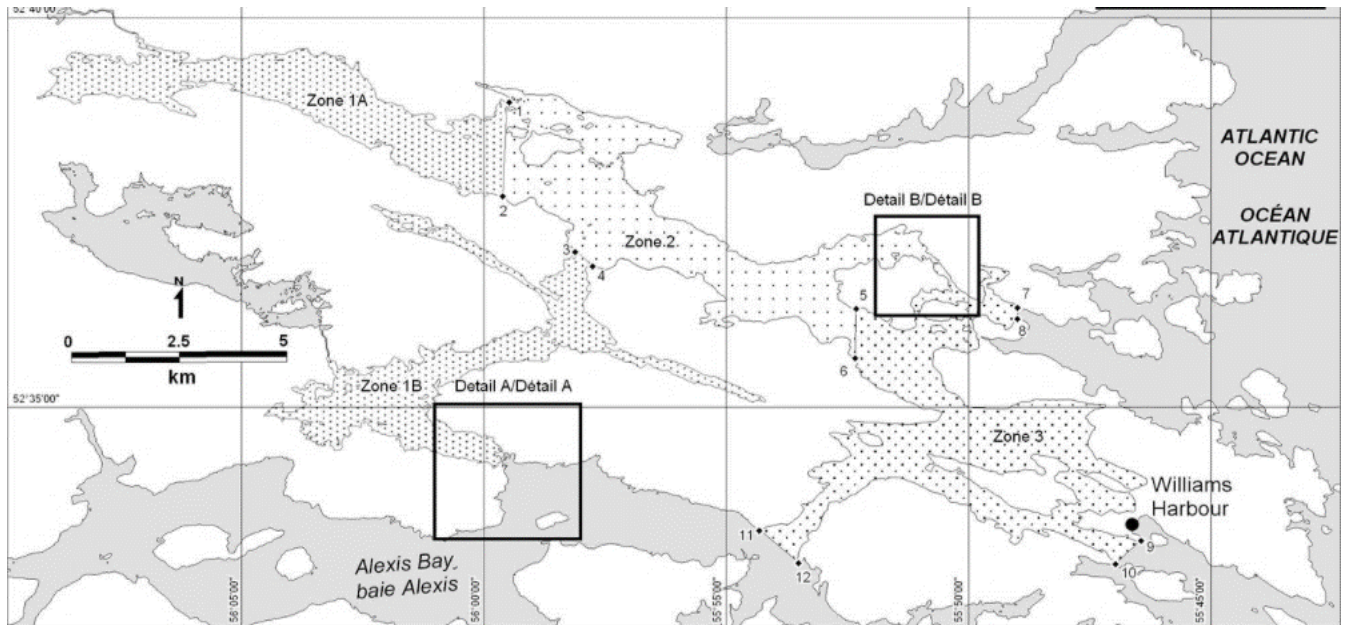 52°40'00"
Zone 1A
1
ATLANTIC
OCEAN
2
Detail B/Détail B
OCÉAN
ATLANTIQUE
3
Zone 2
4
N
5
7
8
0
2.5
5
km
6
Zone 1B
Detail A/Détail A
52°35'00"
Zone 3
Williams
Harbour
11
9
12
10
Alexis Bay
baie Alexis
56°05'00"
56°00'00"
55°55'00"
55°50'00"
55°45'00"